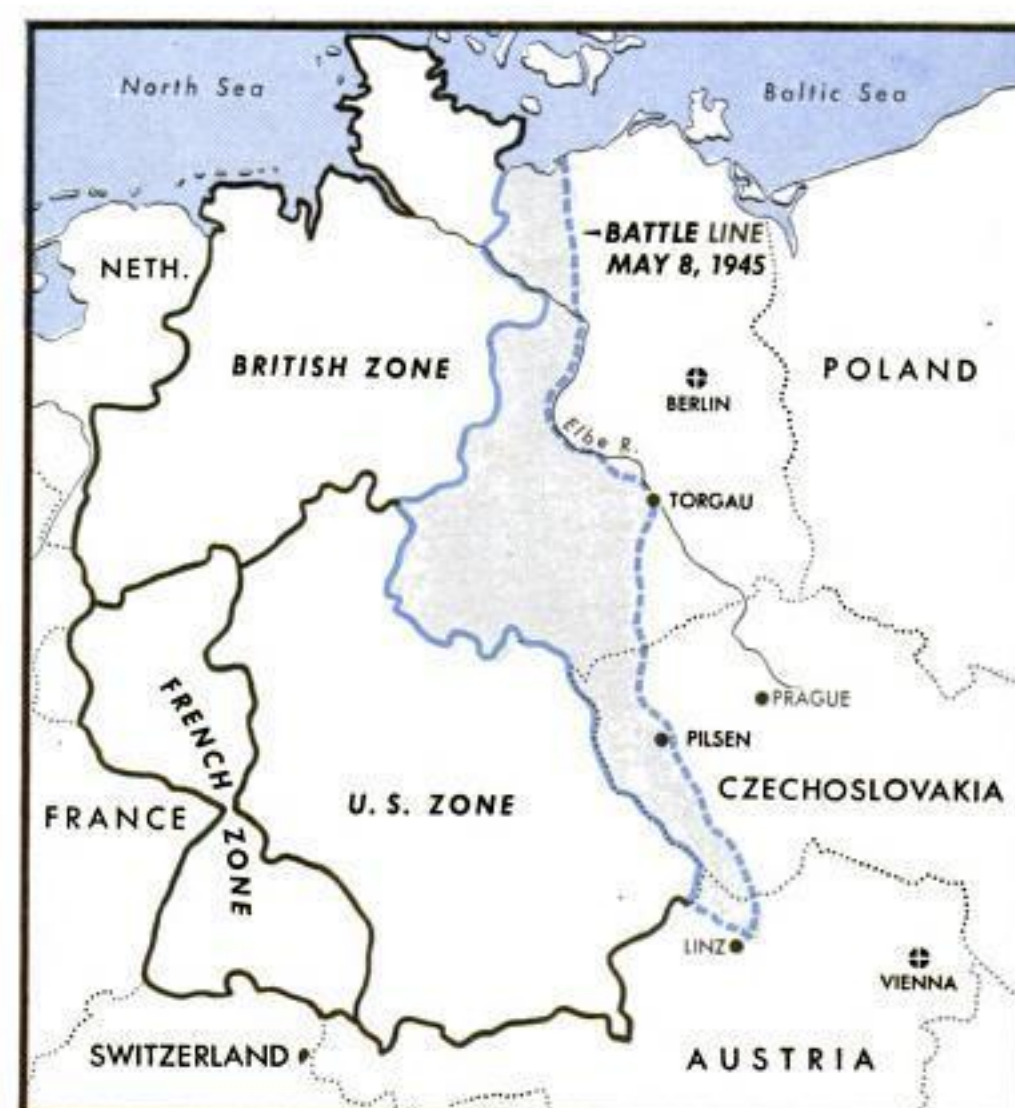 North Sea
Baltic Sea
BATTLE LINE
MAY 8, 1945
NETH.
BRITISH ZONE
POLAND
BERLIN
Elbe R.
TORGAU
FRENCH ZONE
PRAGUE
PILSEN
CZECHOSLOVAKIA
U. S. ZONE
FRANCE
LINZ
VIENNA
SWITZERLAND
AUSTRIA